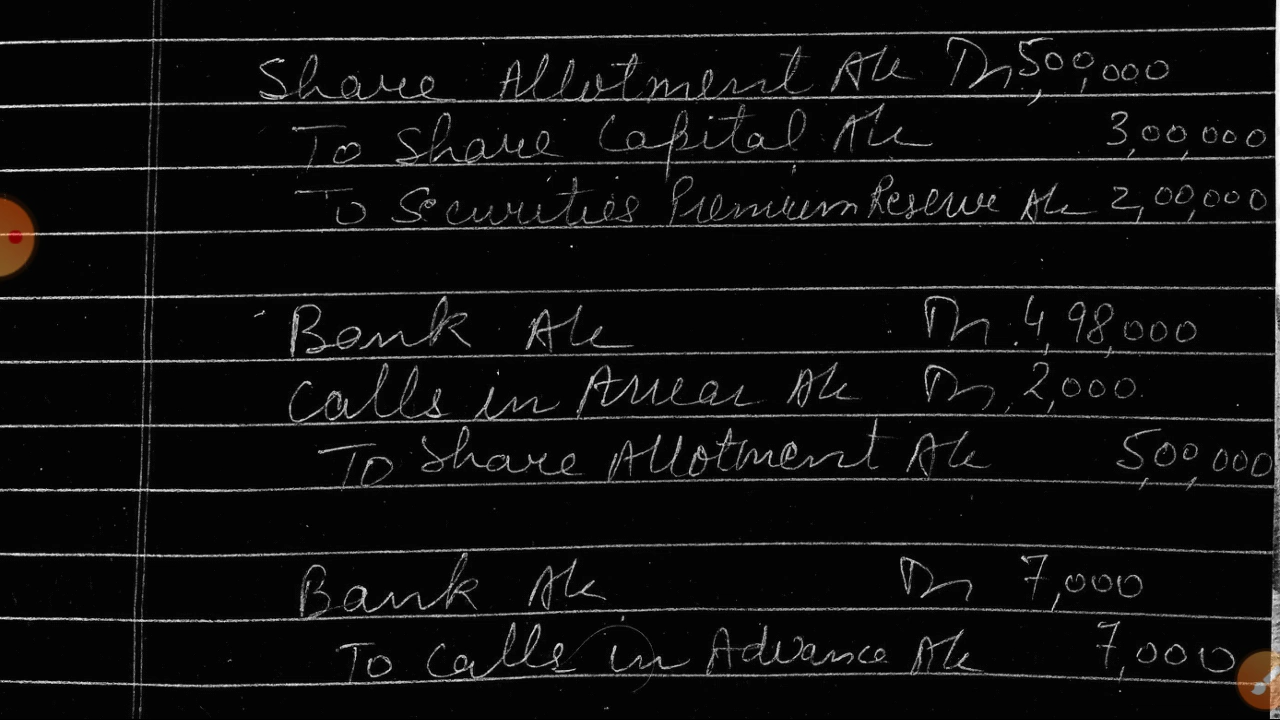 Share Allotment A/c Dr 5,00,000
To Share Capital A/c 3,00,000
To Securities Premium Reserve A/c 2,00,000
Bank A/c Dr. 4,98,000
Calls in Arrear A/c Dr, 2,000.
To Share Allotment A/c 5,00,000
Bank A/c Dr 7,000
To Calls in Advance A/c 7,000